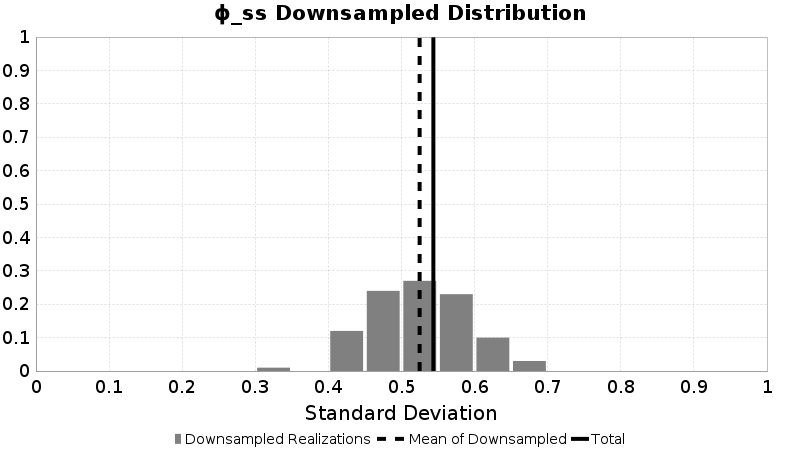 ϕ_ss Downsampled Distribution
1
0.9
0.8
0.7
0.6
0.5
0.4
0.3
0.2
0.1
0
0 0.1 0.2 0.3 0.4 0.5 0.6 0.7 0.8 0.9 1
Standard Deviation
Downsampled Realizations Mean of Downsampled Total